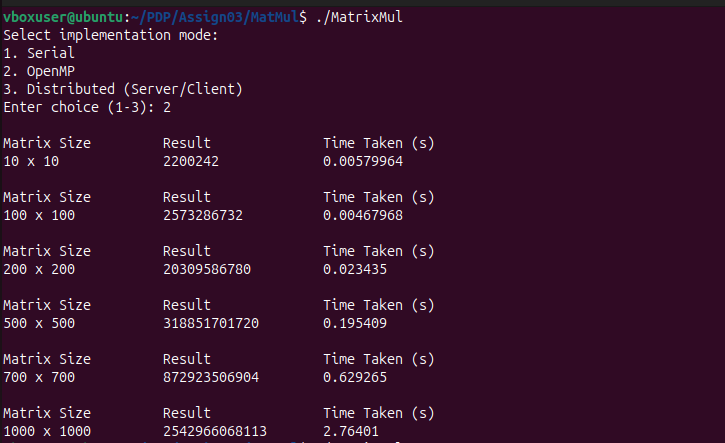 vboxuser@ubuntu:~/PDP/Assign03/MatMul$ ./MatrixMul
Select implementation mode:
1. Serial
2. OpenMP
3. Distributed (Server/Client)
Enter choice (1-3): 2
Matrix Size Result Time Taken (s)
10 x 10 2200242 0.00579964
Matrix Size Result Time Taken (s)
100 x 100 2573286732 0.00467968
Matrix Size Result Time Taken (s)
200 x 200 20309586780 0.023435
Matrix Size Result Time Taken (s)
500 x 500 318851701720 0.195409
Matrix Size Result Time Taken (s)
700 x 700 872923506904 0.629265
Matrix Size Result Time Taken (s)
1000 x 1000 2542966068113 2.76401